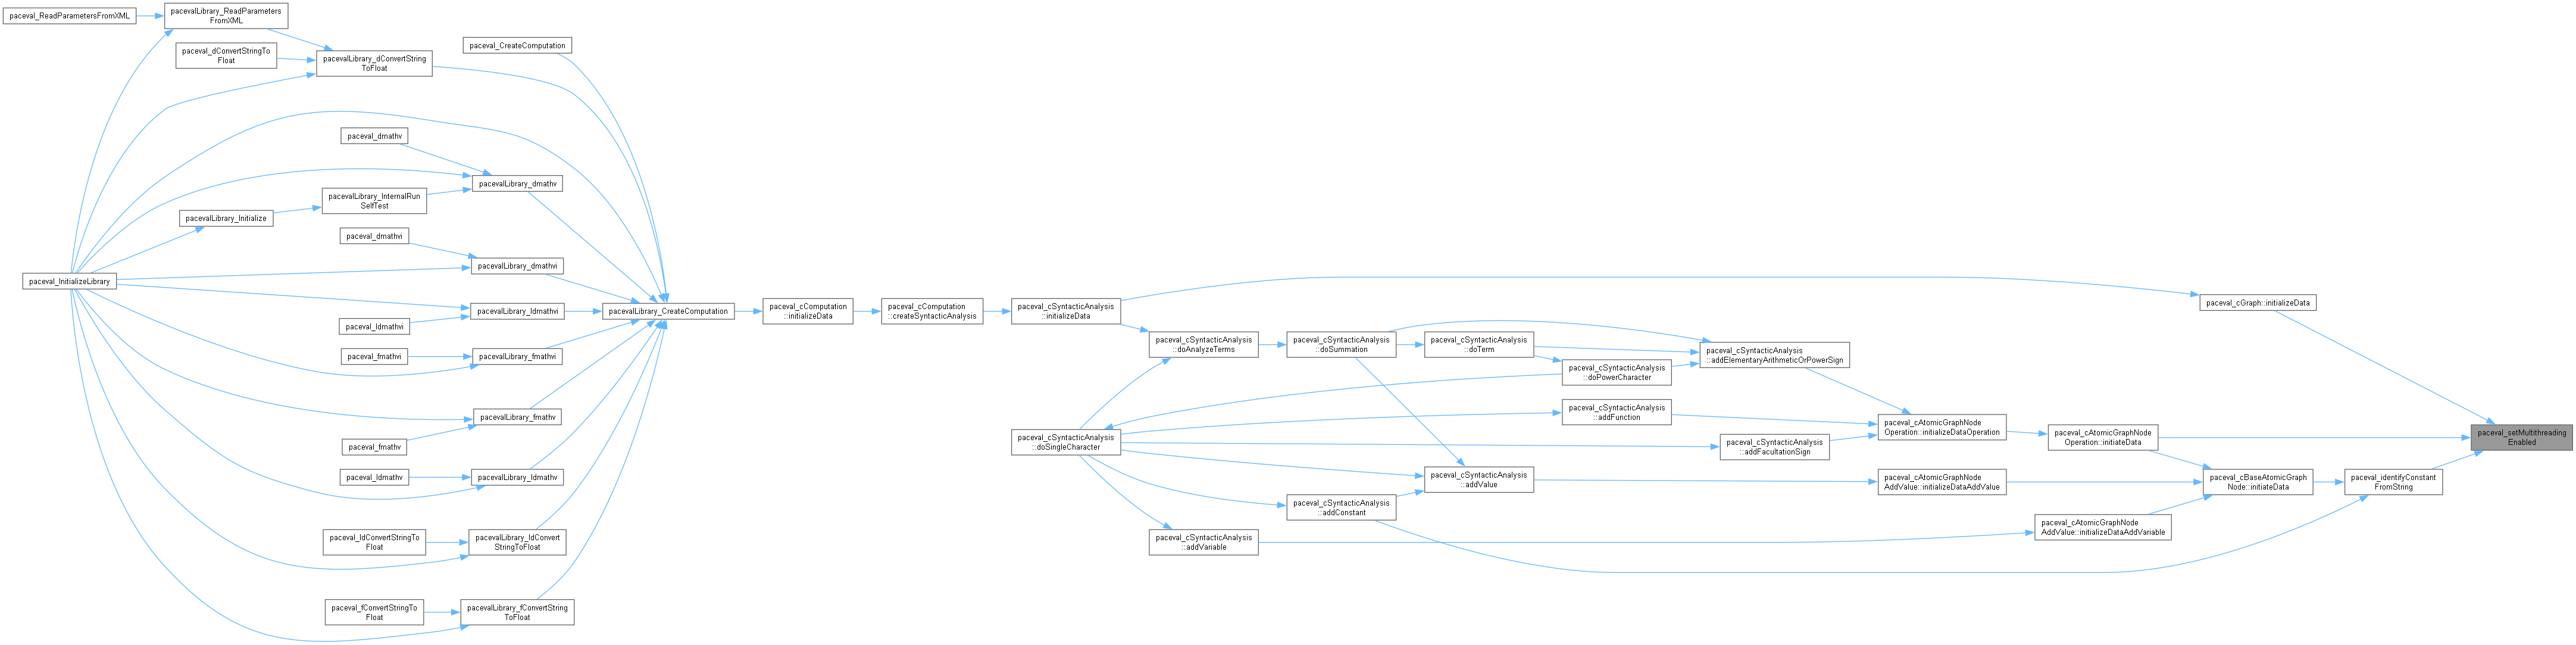 paceval_ReadParametersFromXML
pacevalLibrary_ReadParameters
FromXML
paceval_dConvertStringTo
Float
pacevalLibrary_dConvertString
ToFloat
paceval_CreateComputation
paceval_dmathv
pacevalLibrary_dmathv
pacevalLibrary_InternalRun
SelfTest
pacevalLibrary_Initialize
paceval_dmathvi
pacevalLibrary_dmathvi
paceval_InitializeLibrary
pacevalLibrary_ldmathvi
paceval_ldmathvi
paceval_fmathvi
pacevalLibrary_fmathvi
pacevalLibrary_fmathv
paceval_fmathv
paceval_ldmathv
pacevalLibrary_ldmathv
paceval_ldConvertStringTo
Float
pacevalLibrary_ldConvert
StringToFloat
paceval_fConvertStringTo
Float
pacevalLibrary_fConvertString
ToFloat
pacevalLibrary_CreateComputation
paceval_cComputation
::initializeData
paceval_cComputation
::createSyntacticAnalysis
paceval_cSyntacticAnalysis
::initializeData
paceval_cSyntacticAnalysis
::doAnalyzeTerms
paceval_cSyntacticAnalysis
::doSingleCharacter
paceval_cSyntacticAnalysis
::addVariable
paceval_cSyntacticAnalysis
::doSummation
paceval_cSyntacticAnalysis
::addConstant
paceval_cSyntacticAnalysis
::doTerm
paceval_cSyntacticAnalysis
::addValue
paceval_cSyntacticAnalysis
::doPowerCharacter
paceval_cSyntacticAnalysis
::addFunction
paceval_cSyntacticAnalysis
::addElementaryArithmeticOrPowerSign
paceval_cSyntacticAnalysis
::addFacultationSign
paceval_cAtomicGraphNode
Operation::initializeDataOperation
paceval_cAtomicGraphNode
AddValue::initializeDataAddValue
paceval_cAtomicGraphNode
Operation::initiateData
paceval_cAtomicGraphNode
AddValue::initializeDataAddVariable
paceval_cGraph::initializeData
paceval_cBaseAtomicGraph
Node::initiateData
paceval_identifyConstant
FromString
paceval_setMultithreading
Enabled